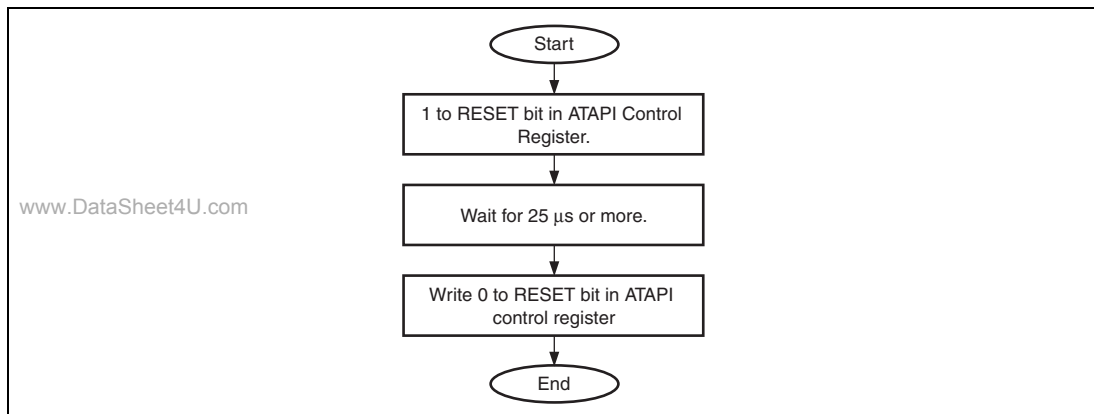 Start
1 to RESET bit in ATAPI Control
Register.
www.DataSheet4U.com
Wait for 25 μs or more.
Write 0 to RESET bit in ATAPI
control register
End